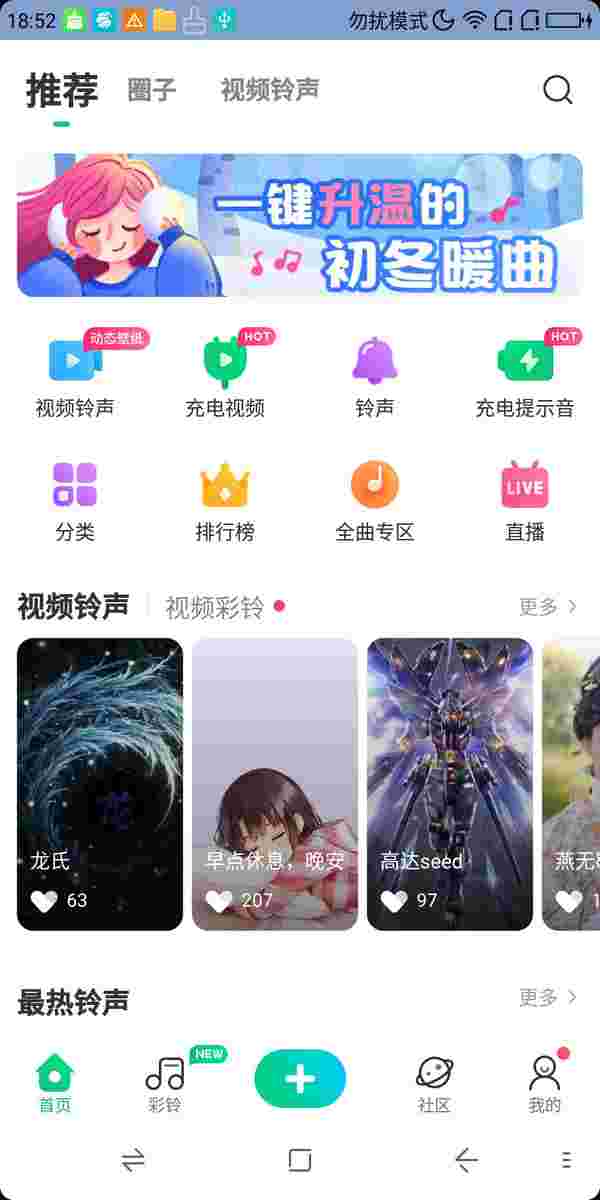 18:52 勿扰模式
推荐 圈子 视频铃声
一键升温的
初冬暖曲
动态壁纸 HOT HOT
视频铃声 充电视频 铃声 充电提示音
LIVE
分类 排行榜 全曲专区 直播
视频铃声 视频彩铃 更多
龙
龙氏 早点休息，晚安 高达seed 燕无
63 207 97 1
最热铃声 更多
NEW
首页 彩铃 社区 我的